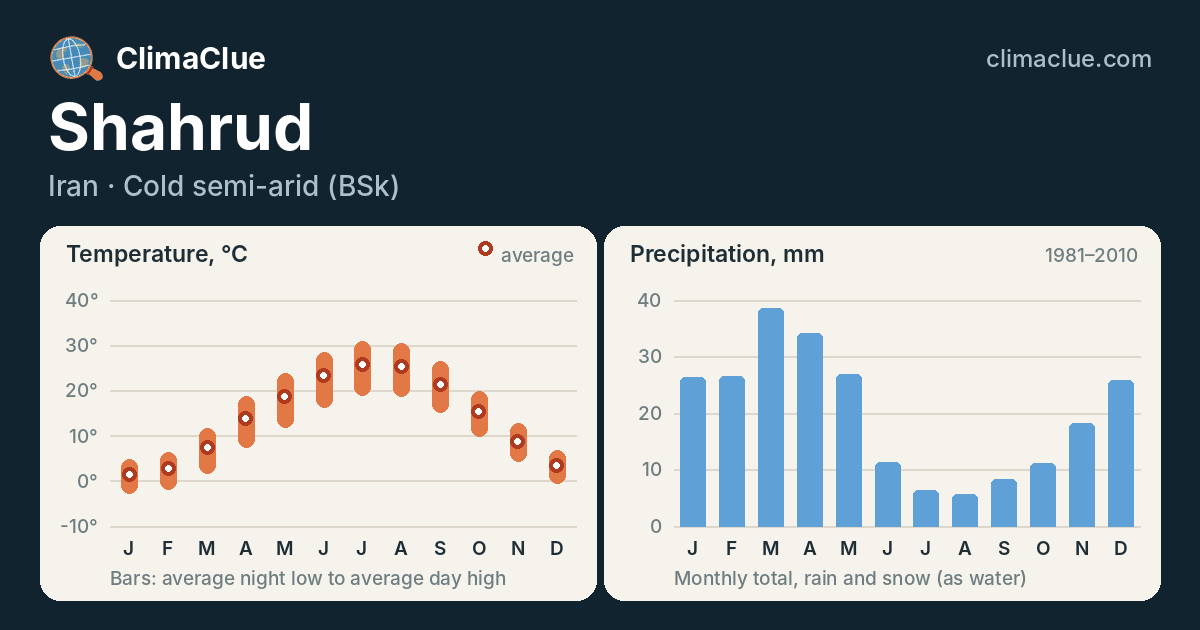 ClimaClue
climaclue.com
Shahrud
Iran · Cold semi-arid (BSk)
Temperature, °C
average
40°
30°
20°
10°
0°
-10°
J F M A M J J A S O N D
Bars: average night low to average day high
Precipitation, mm
1981–2010
40
30
20
10
0
J F M A M J J A S O N D
Monthly total, rain and snow (as water)